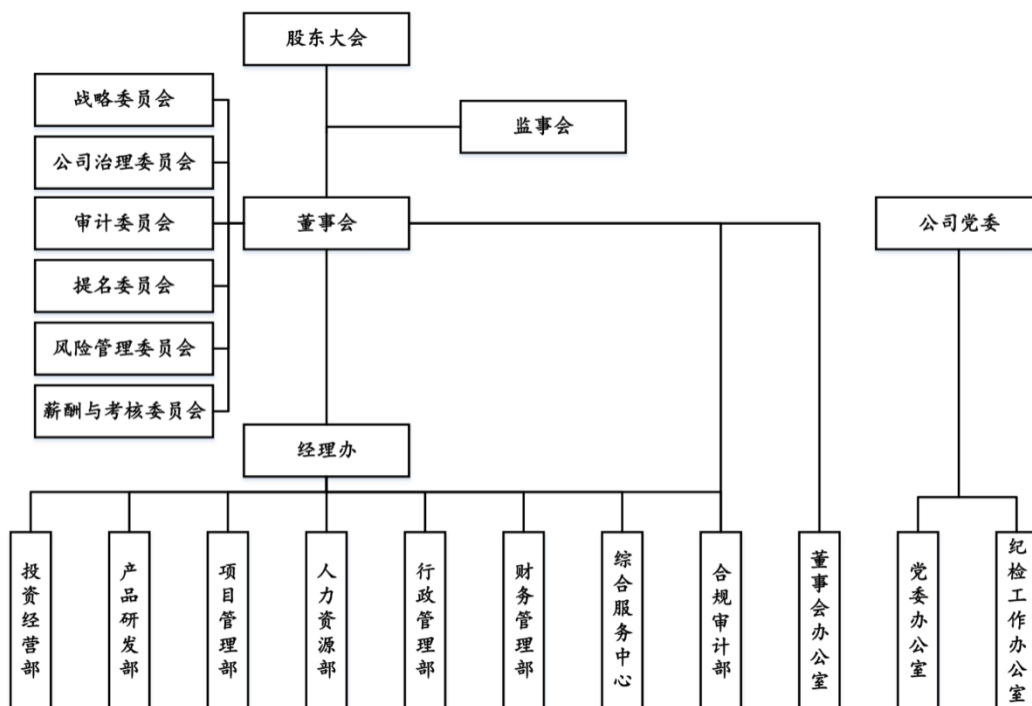 股东大会
战略委员会
监事会
公司治理委员会
审计委员会
董事会
公司党委
提名委员会
风险管理委员会
薪酬与考核委员会
经理办
投资经营部
产品研发部
项目管理部
人力资源部
行政管理部
财务管理部
综合服务中心
合规审计部
董事会办公室
党委办公室
纪检工作办公室